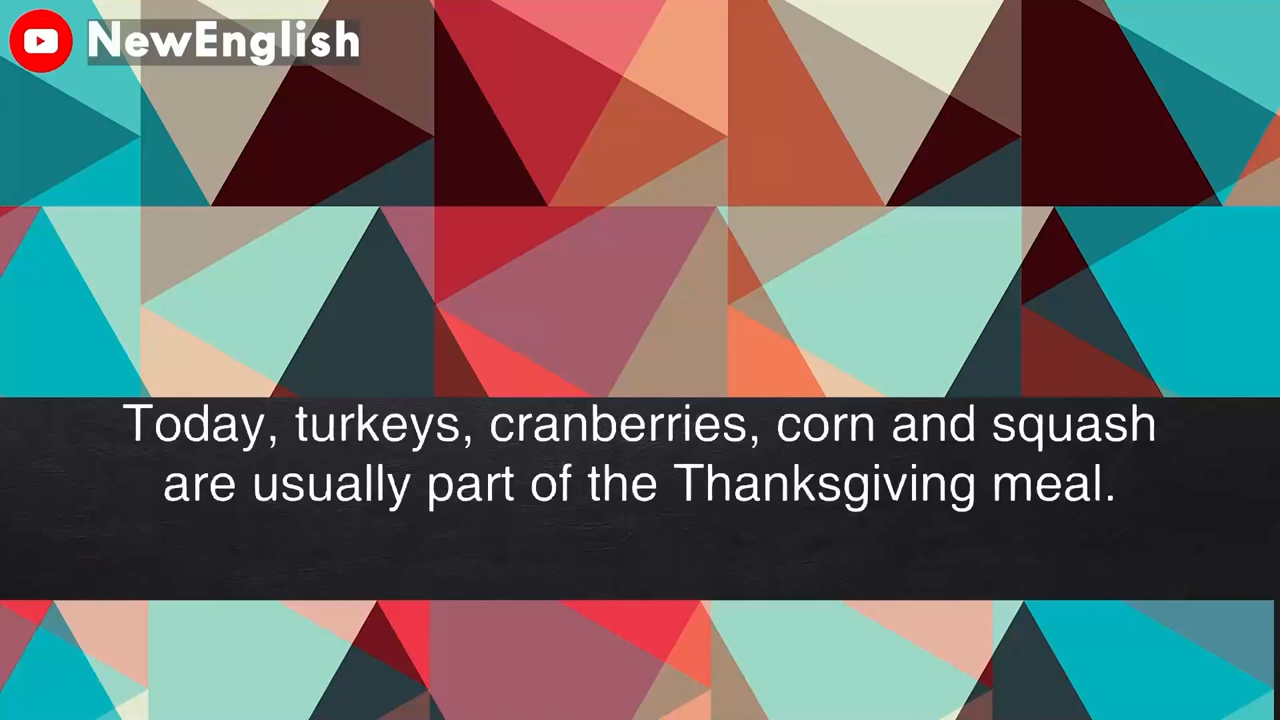 NewEnglish
Today, turkeys, cranberries, corn and squash
are usually part of the Thanksgiving meal.